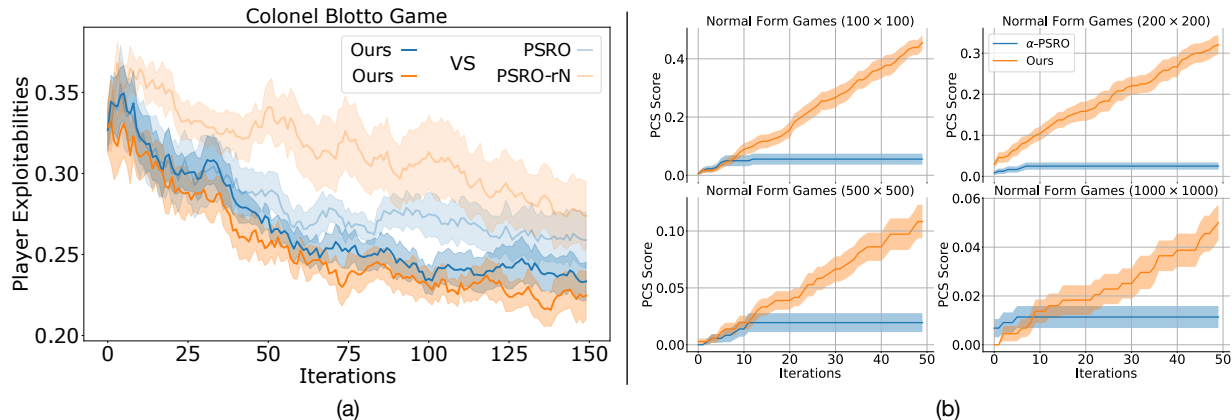 Colonel Blotto Game
Player Exploitabilities
0.35
0.30
0.25
0.20
Ours VS PSRO
Ours PSRO-rN
0 25 50 75 100 125 150
Iterations
(a)
Normal Form Games (100 × 100)
PCS Score
0.4
0.2
0.0
Normal Form Games (200 × 200)
PCS Score
0.3
0.2
0.1
0.0
α-PSRO
Ours
Normal Form Games (500 × 500)
PCS Score
0.10
0.05
0.00
0 10 20 30 40 50
Iterations
Normal Form Games (1000 × 1000)
PCS Score
0.06
0.04
0.02
0.00
0 10 20 30 40 50
Iterations
(b)